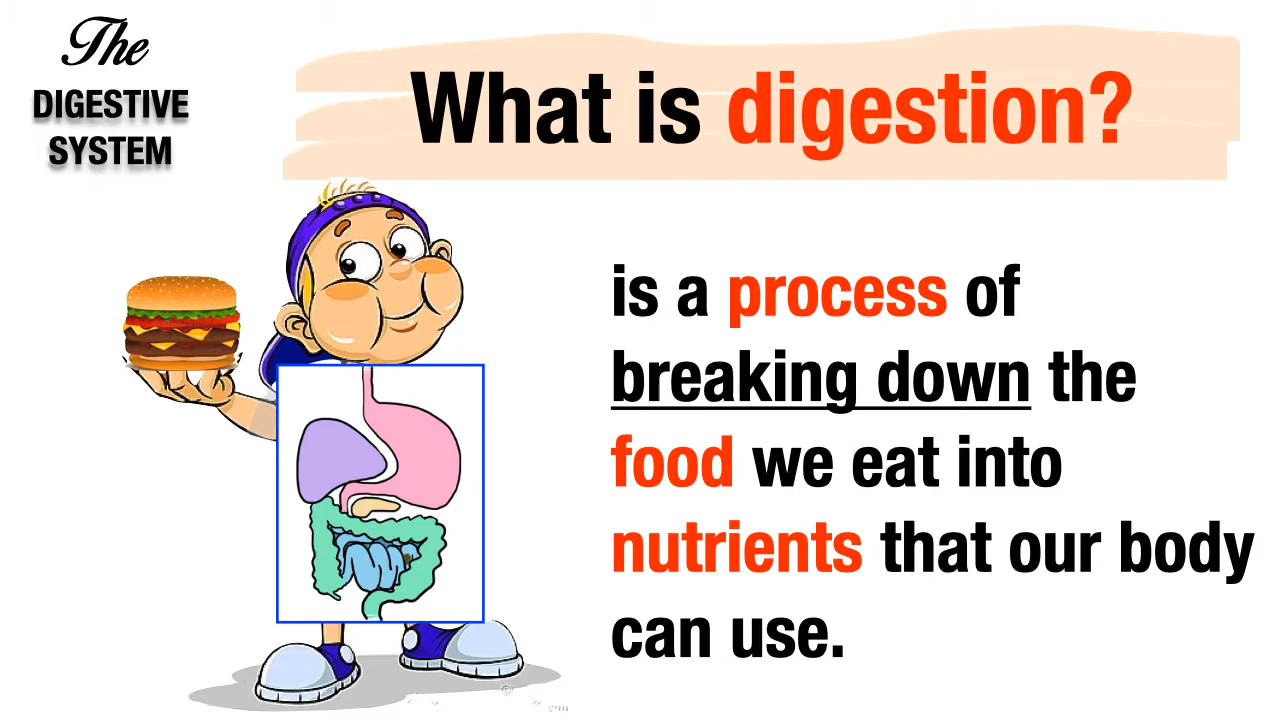 The
DIGESTIVE
SYSTEM
What is digestion?
is a process of
breaking down the
food we eat into
nutrients that our body
can use.